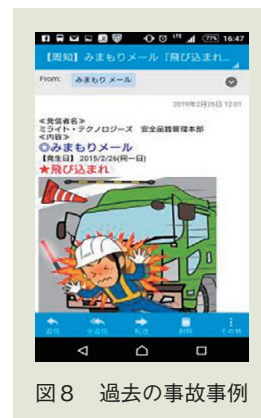 77% 16:47
【周知】みまもりメール「飛び込まれ...
From: みまもりメール
2019年2月26日 12:01
≪発信者名≫
ミライト・テクノロジーズ 安全品質管理本部
≪内容≫
◎みまもりメール
【発生日】2015/2/26(同一日)
★飛び込まれ
返信 全返信 転送 削除 その他
図8 過去の事故事例